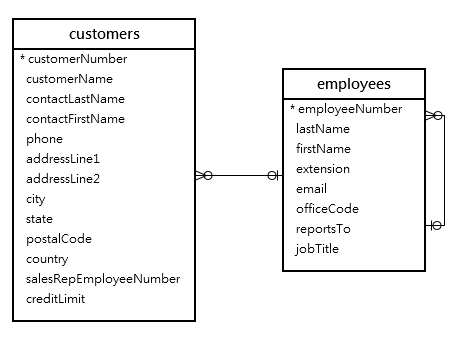 customers
* customerNumber
customerName
contactLastName
contactFirstName
phone
addressLine1
addressLine2
city
state
postalCode
country
salesRepEmployeeNumber
creditLimit
employees
* employeeNumber
lastName
firstName
extension
email
officeCode
reportsTo
jobTitle